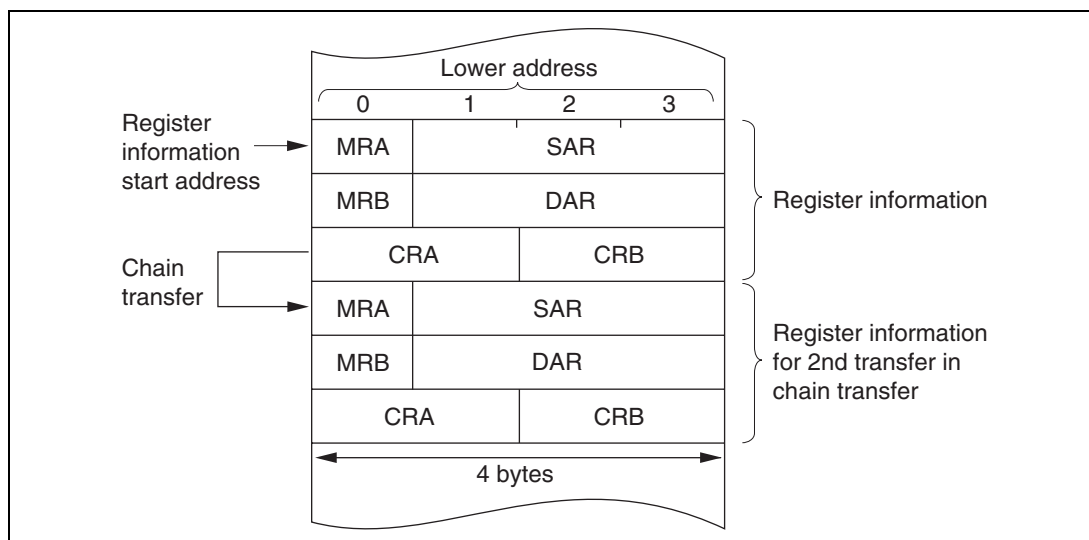 Lower address
0 1 2 3
Register
information
start address
MRA SAR
MRB DAR
CRA CRB
Register information
Chain
transfer
MRA SAR
MRB DAR
CRA CRB
Register information
for 2nd transfer in
chain transfer
4 bytes